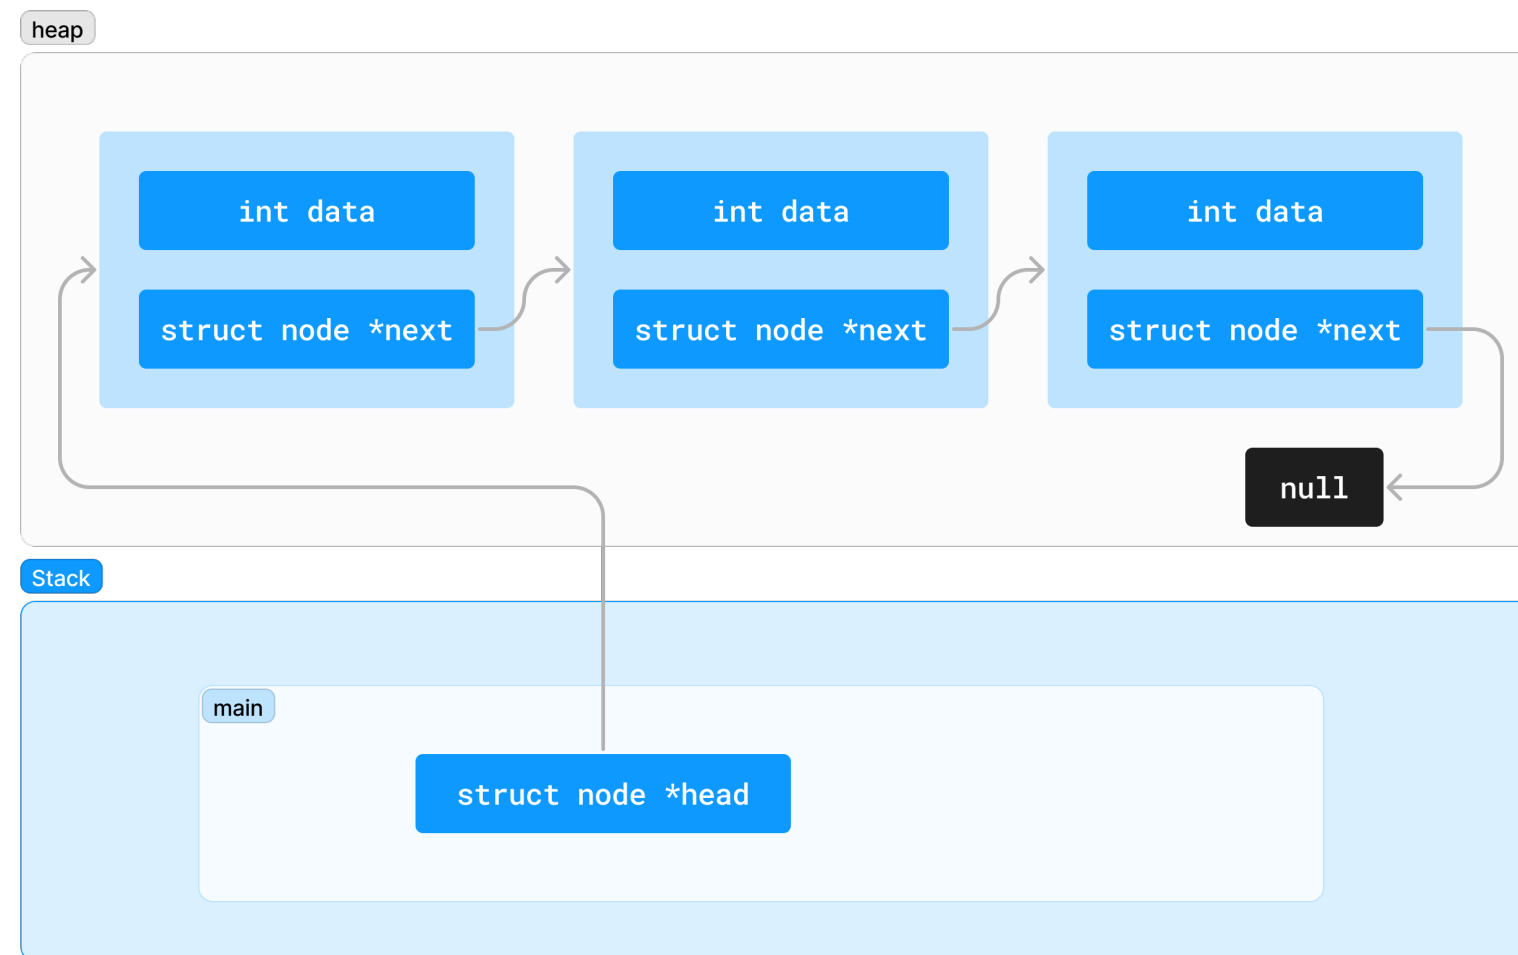 heap
int data
struct node *next
int data
struct node *next
int data
struct node *next
null
Stack
main
struct node *head